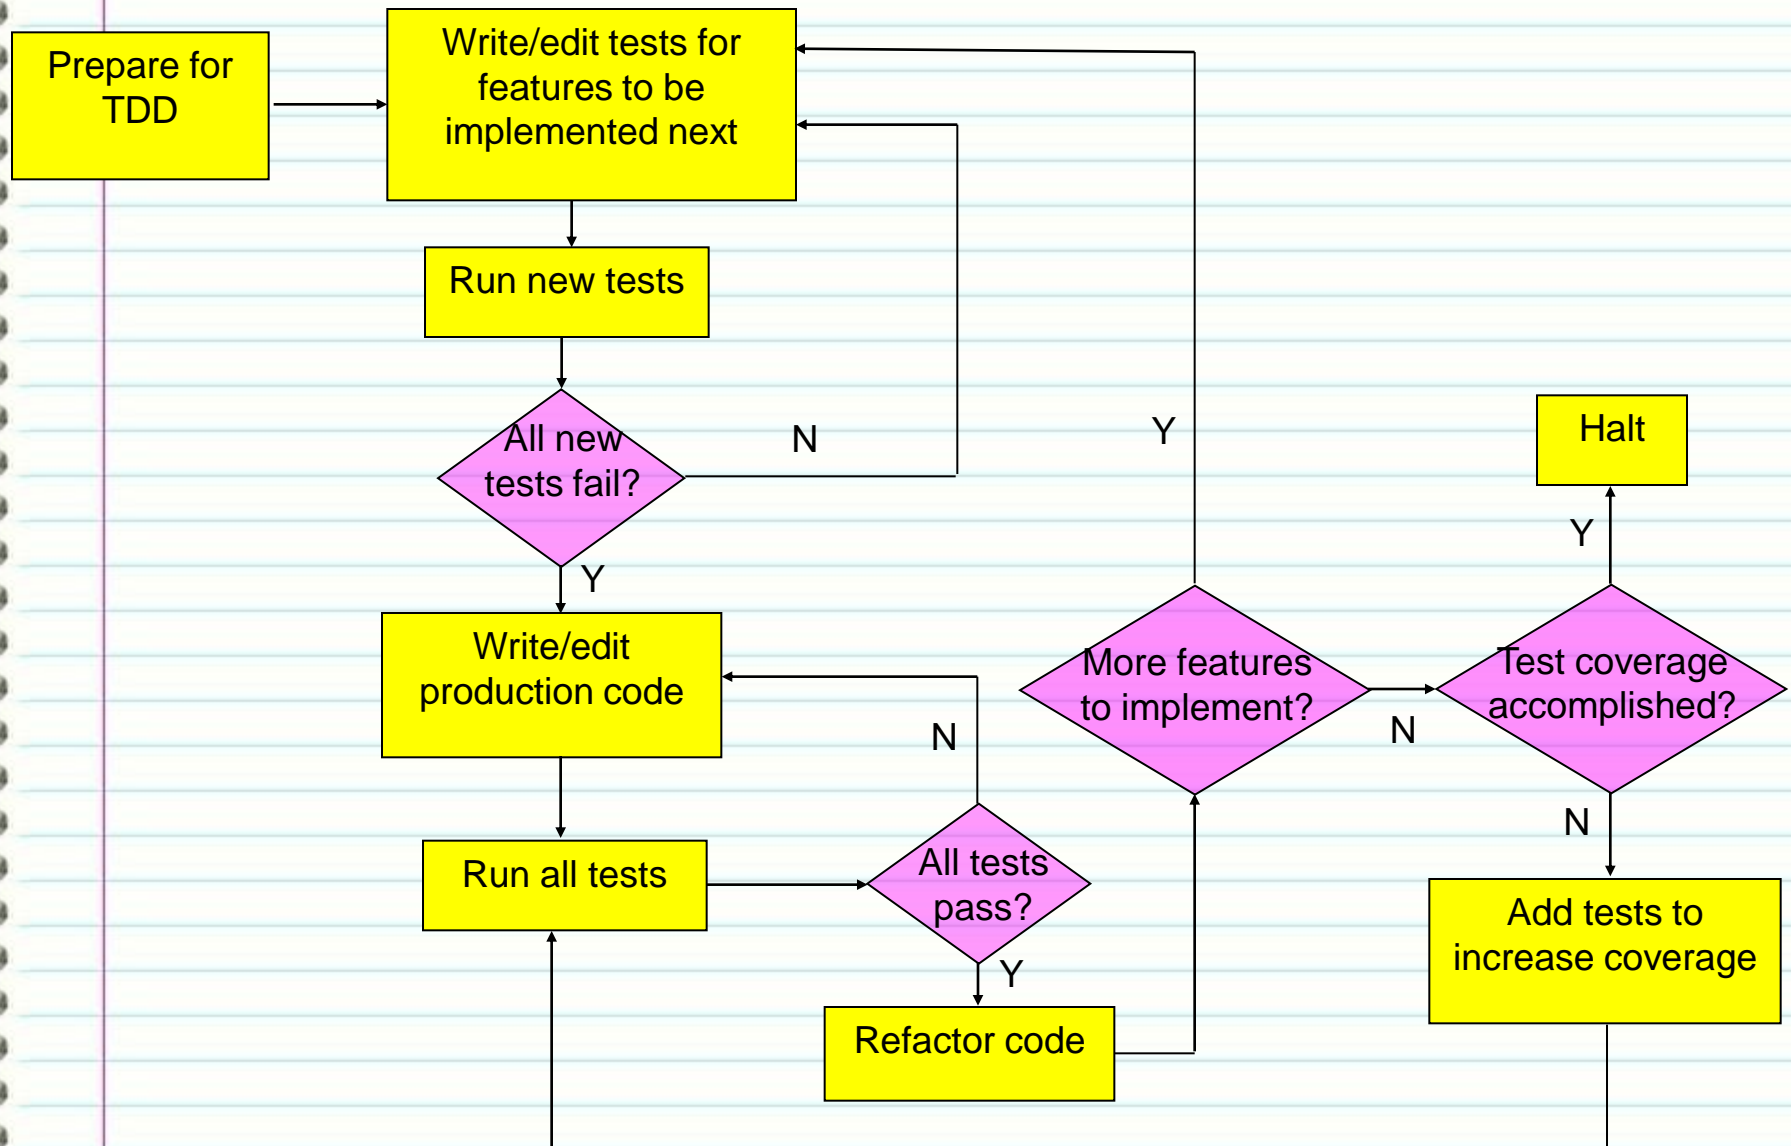 Prepare for
TDD
Write/edit tests for
features to be
implemented next
Run new tests
All new
tests fail?
N
Y
Write/edit
production code
Run all tests
All tests
pass?
N
Y
Refactor code
More features
to implement?
Y
N
Test coverage
accomplished?
Y
Halt
N
Add tests to
increase coverage